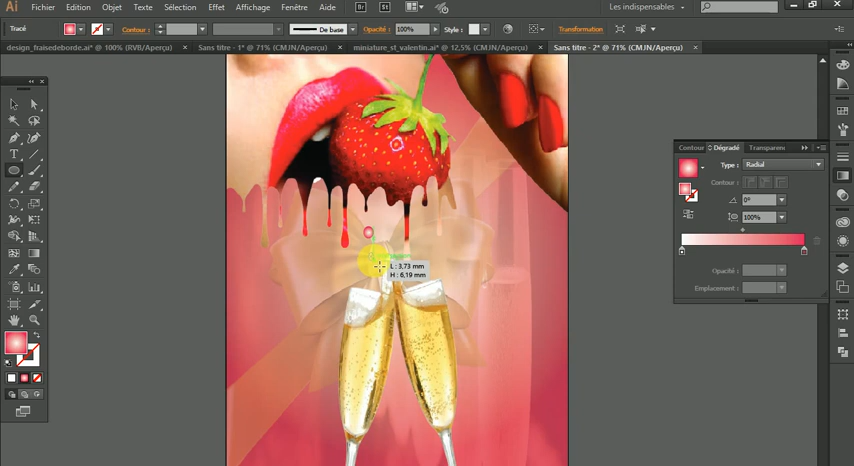 Ai Fichier Edition Objet Texte Sélection Effet Affichage Fenêtre Aide Br St Les indispensables
Tracé Contour : De base Opacité : 100% Style : Transformation
design_fraisedeborde.ai* @ 100% (RVB/Aperçu) × Sans titre - 1* @ 71% (CMJN/Aperçu) × miniature_st_valentin.ai* @ 12,5% (CMJN/Aperçu) × Sans titre - 2* @ 71% (CMJN/Aperçu) ×
Contour Dégradé Transparenc
Type : Radial
Contour :
0°
100%
L : 3,73 mm
H : 6,19 mm
Opacité :
Emplacement :